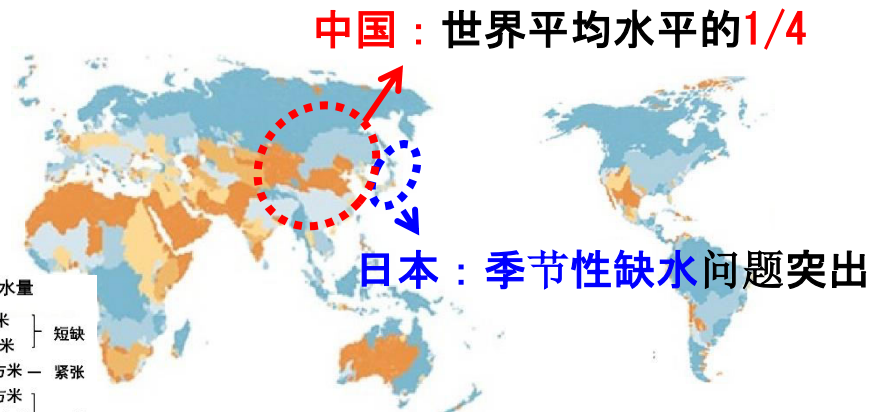 中国：世界平均水平的1/4
日本：季节性缺水问题突出
水量
米
短缺
米
方米
紧张
方米